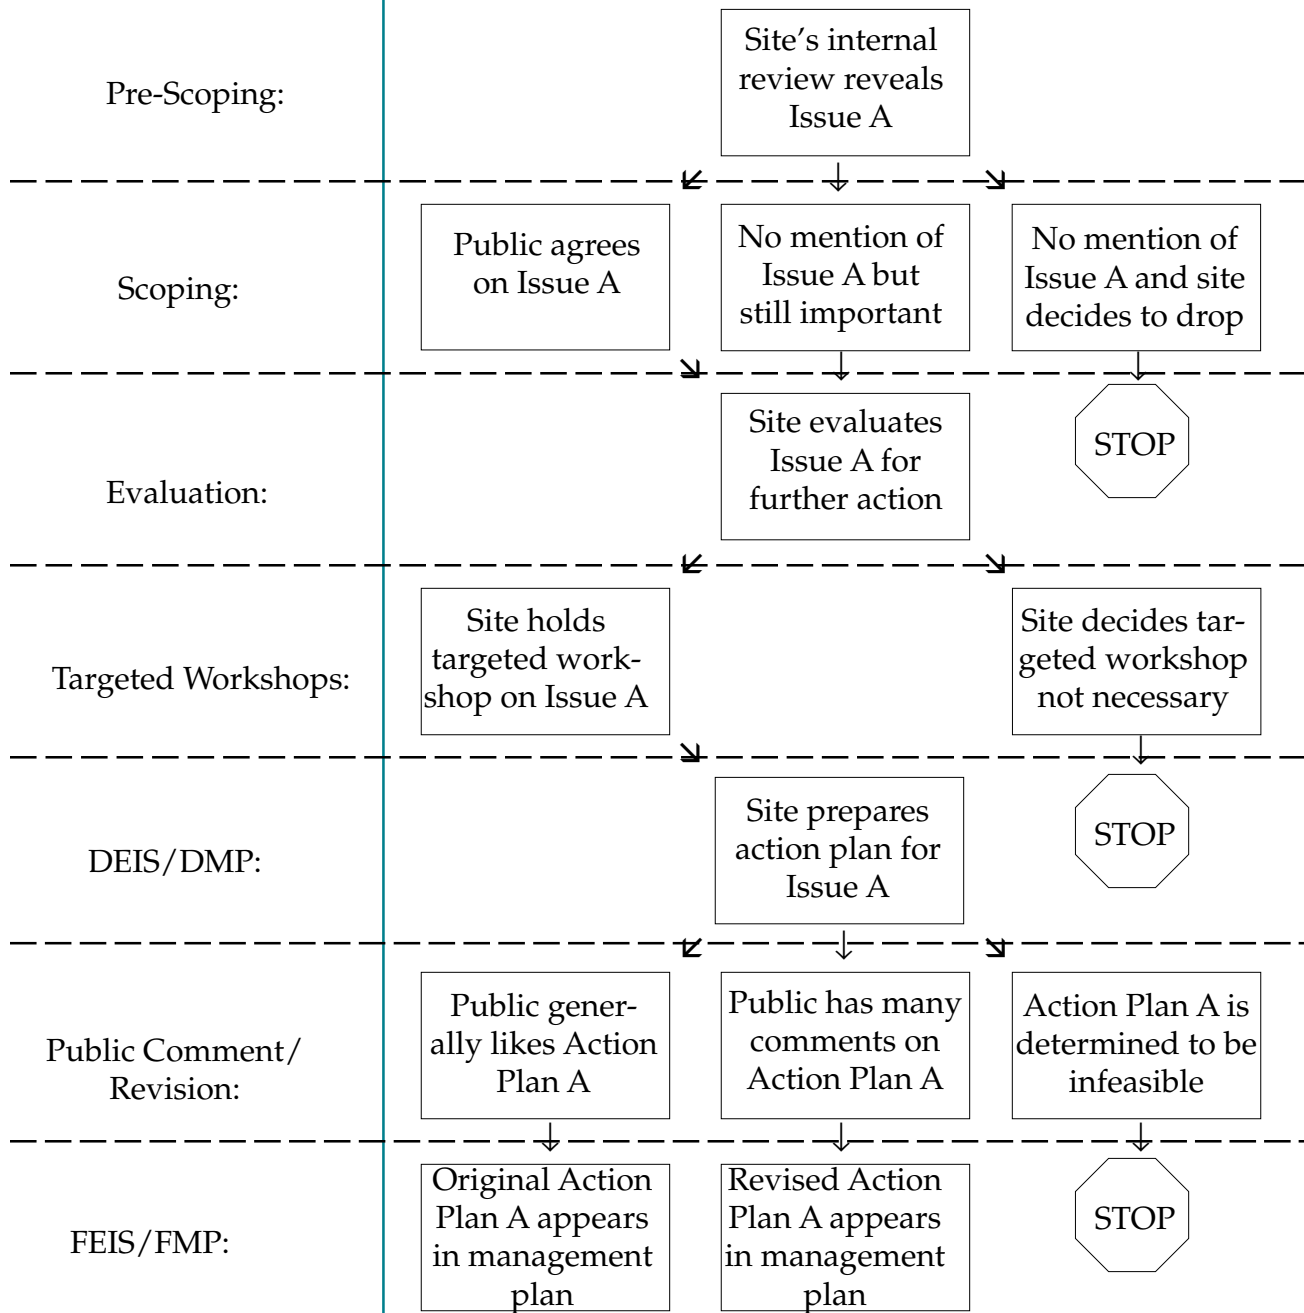 Pre-Scoping:
Site’s internal
review reveals
Issue A
Scoping:
Public agrees
on Issue A
No mention of
Issue A but
still important
No mention of
Issue A and site
decides to drop
Evaluation:
Site evaluates
Issue A for
further action
STOP
Targeted Workshops:
Site holds
targeted work-
shop on Issue A
Site decides tar-
geted workshop
not necessary
DEIS/DMP:
Site prepares
action plan for
Issue A
STOP
Public Comment/
Revision:
Public gener-
ally likes Action
Plan A
Public has many
comments on
Action Plan A
Action Plan A is
determined to be
infeasible
FEIS/FMP:
Original Action
Plan A appears
in management
plan
Revised Action
Plan A appears
in management
plan
STOP